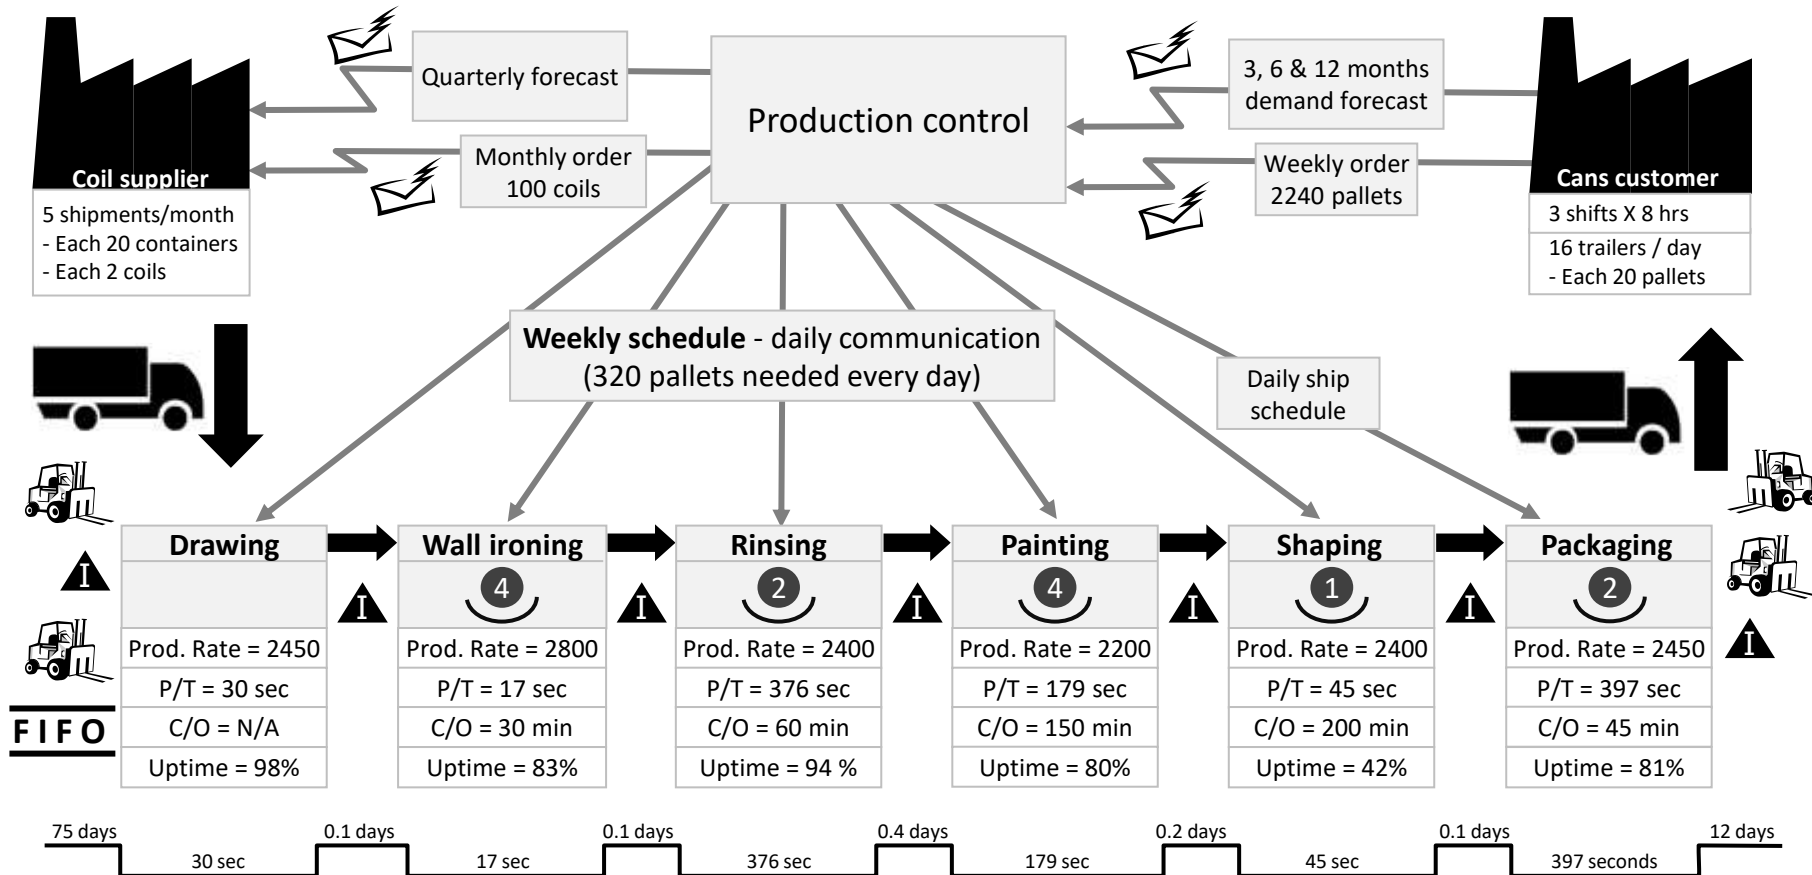 Quarterly forecast
Monthly order
100 coils
Production control
3, 6 & 12 months
demand forecast
Weekly order
2240 pallets
Coil supplier
5 shipments/month
- Each 20 containers
- Each 2 coils
Cans customer
3 shifts X 8 hrs
16 trailers / day
- Each 20 pallets
Weekly schedule - daily communication
(320 pallets needed every day)
Daily ship
schedule
I
FIFO
Drawing
Prod. Rate = 2450
P/T = 30 sec
C/O = N/A
Uptime = 98%
I
Wall ironing
4
Prod. Rate = 2800
P/T = 17 sec
C/O = 30 min
Uptime = 83%
I
Rinsing
2
Prod. Rate = 2400
P/T = 376 sec
C/O = 60 min
Uptime = 94 %
I
Painting
4
Prod. Rate = 2200
P/T = 179 sec
C/O = 150 min
Uptime = 80%
I
Shaping
1
Prod. Rate = 2400
P/T = 45 sec
C/O = 200 min
Uptime = 42%
I
Packaging
2
Prod. Rate = 2450
P/T = 397 sec
C/O = 45 min
Uptime = 81%
I
75 days
30 sec
0.1 days
17 sec
0.1 days
376 sec
0.4 days
179 sec
0.2 days
45 sec
0.1 days
397 seconds
12 days